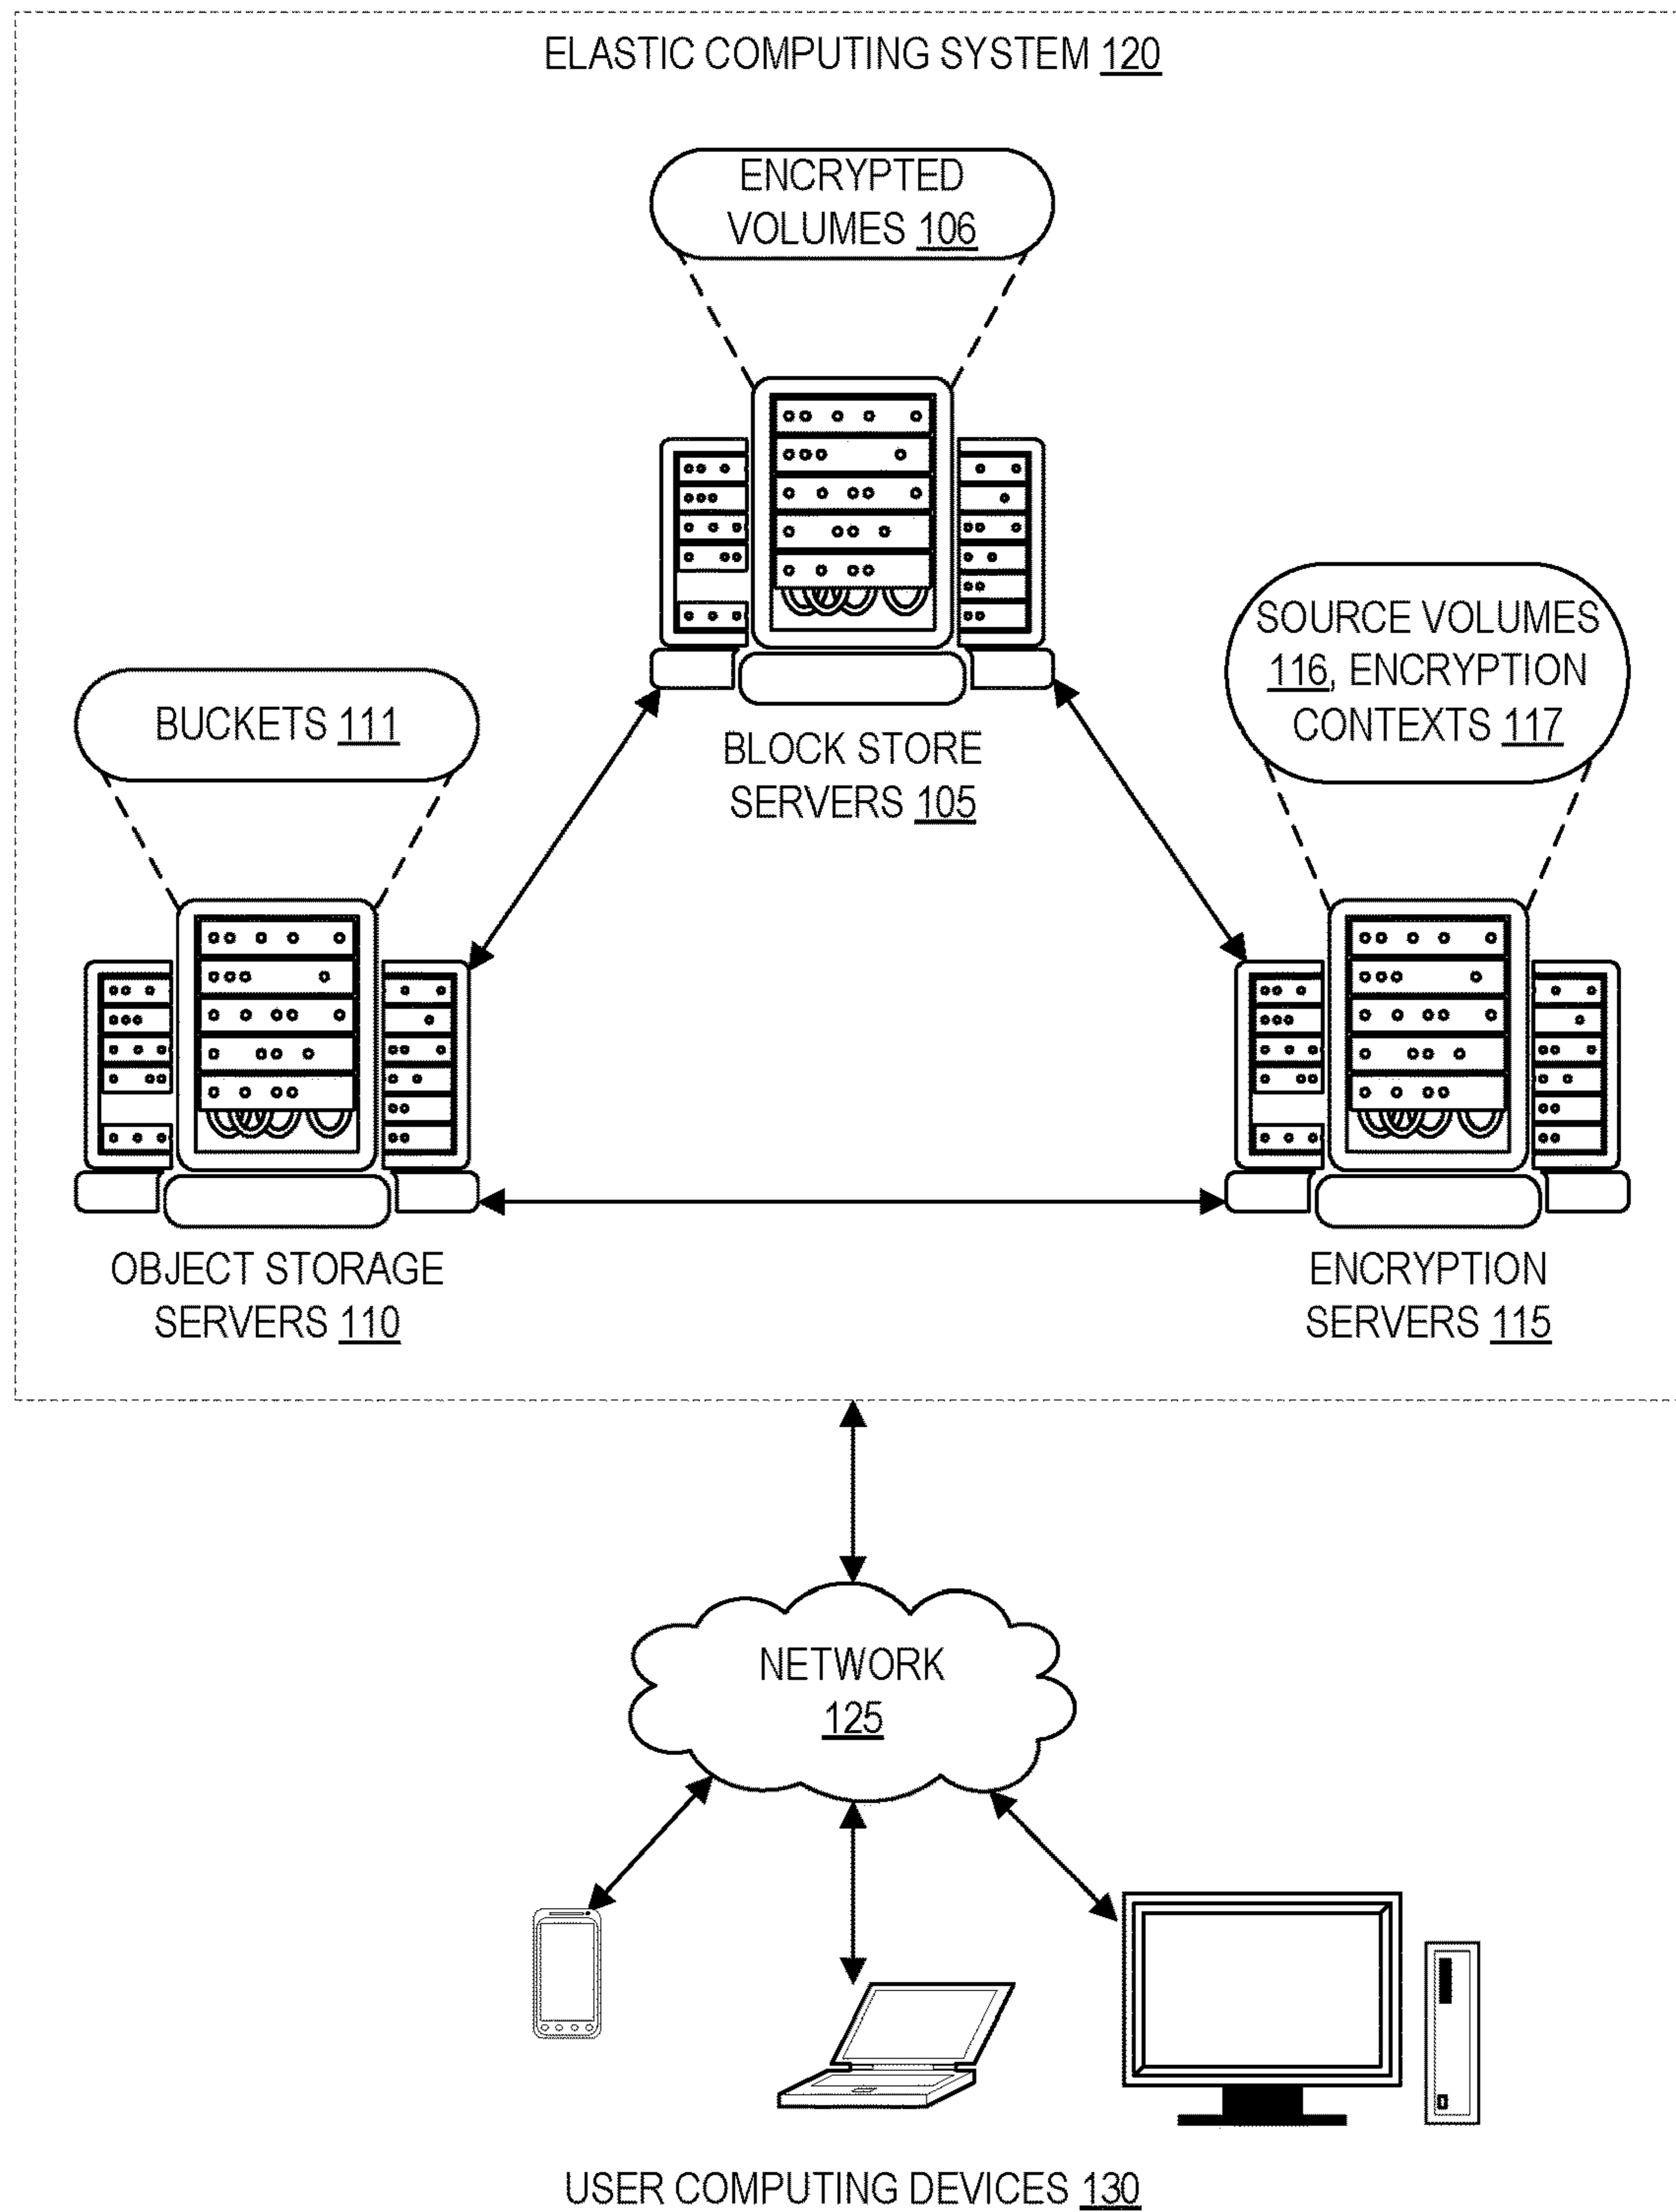 ELASTIC COMPUTING SYSTEM 120
ENCRYPTED
VOLUMES 106
BLOCK STORE
SERVERS 105
SOURCE VOLUMES
116, ENCRYPTION
CONTEXTS 117
BUCKETS 111
OBJECT STORAGE
SERVERS 110
ENCRYPTION
SERVERS 115
NETWORK
125
USER COMPUTING DEVICES 130